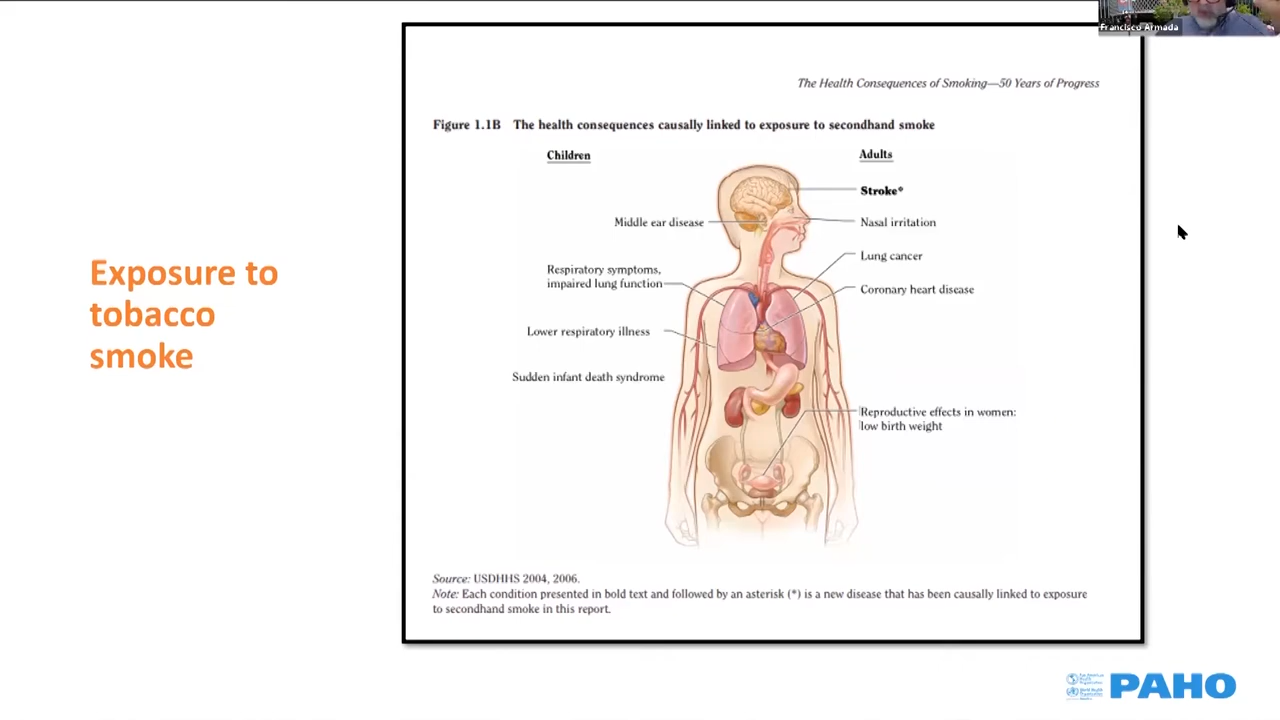 Francisco Armada
Exposure to
tobacco
smoke
The Health Consequences of Smoking—50 Years of Progress
Figure 1.1B The health consequences causally linked to exposure to secondhand smoke
Children
Adults
Stroke*
Middle ear disease
Nasal irritation
Lung cancer
Respiratory symptoms,
impaired lung function
Coronary heart disease
Lower respiratory illness
Sudden infant death syndrome
Reproductive effects in women:
low birth weight
Source: USDHHS 2004, 2006.
Note: Each condition presented in bold text and followed by an asterisk (*) is a new disease that has been causally linked to exposure
to secondhand smoke in this report.
PAHO